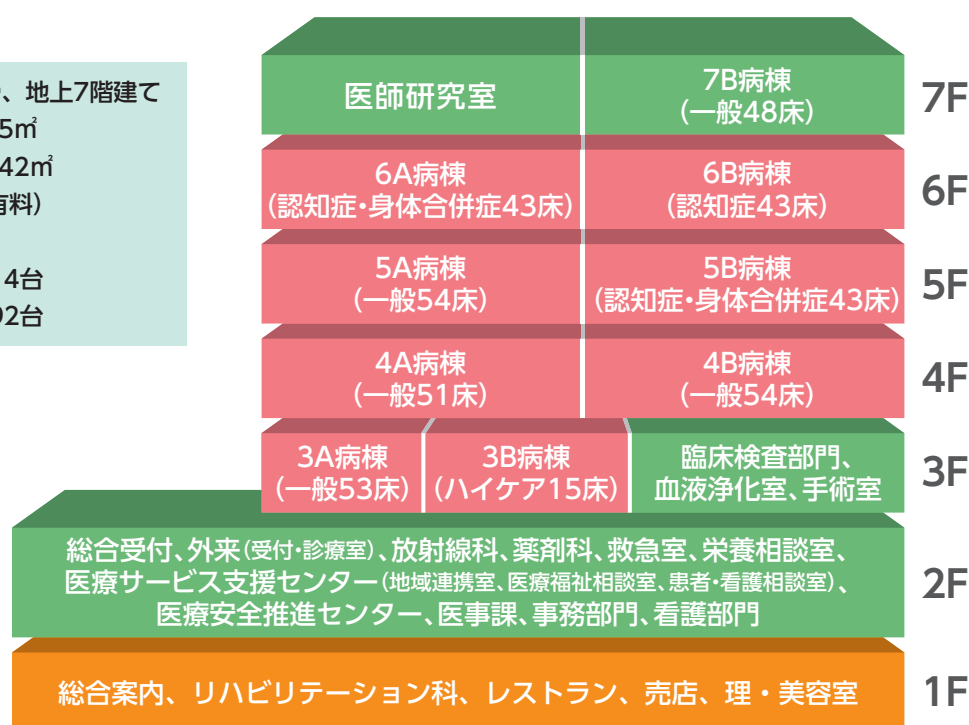 、地上7階建て
5㎡
42㎡
有料）
4台
2台
医師研究室
7B病棟
（一般48床）
7F
6A病棟
（認知症・身体合併症43床）
6B病棟
（認知症43床）
6F
5A病棟
（一般54床）
5B病棟
（認知症・身体合併症43床）
5F
4A病棟
（一般51床）
4B病棟
（一般54床）
4F
3A病棟
（一般53床）
3B病棟
（ハイケア15床）
臨床検査部門、
血液浄化室、手術室
3F
総合受付、外来（受付・診療室）、放射線科、薬剤科、救急室、栄養相談室、
医療サービス支援センター（地域連携室、医療福祉相談室、患者・看護相談室）、
医療安全推進センター、医事課、事務部門、看護部門
2F
総合案内、リハビリテーション科、レストラン、売店、理・美容室
1F